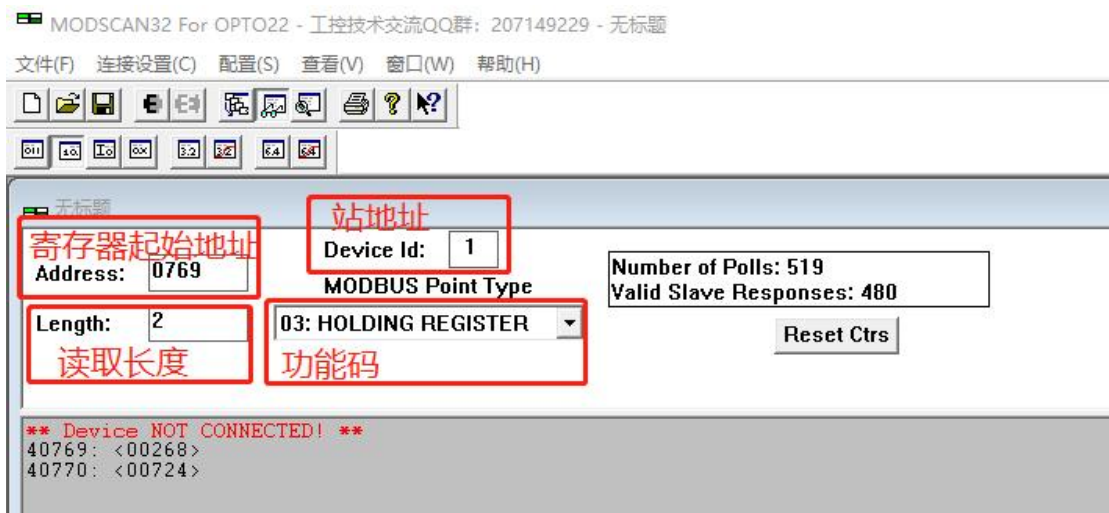 MODSCAN32 For OPTO22 - 工控技术交流QQ群：207149229 - 无标题
文件(F) 连接设置(C) 配置(S) 查看(V) 窗口(W) 帮助(H)
无标题
寄存器起始地址
Address: 0769
站地址
Device Id: 1
MODBUS Point Type
Length: 2
读取长度
03: HOLDING REGISTER
功能码
Number of Polls: 519
Valid Slave Responses: 480
Reset Ctrs
** Device NOT CONNECTED! **
40769: <00268>
40770: <00724>